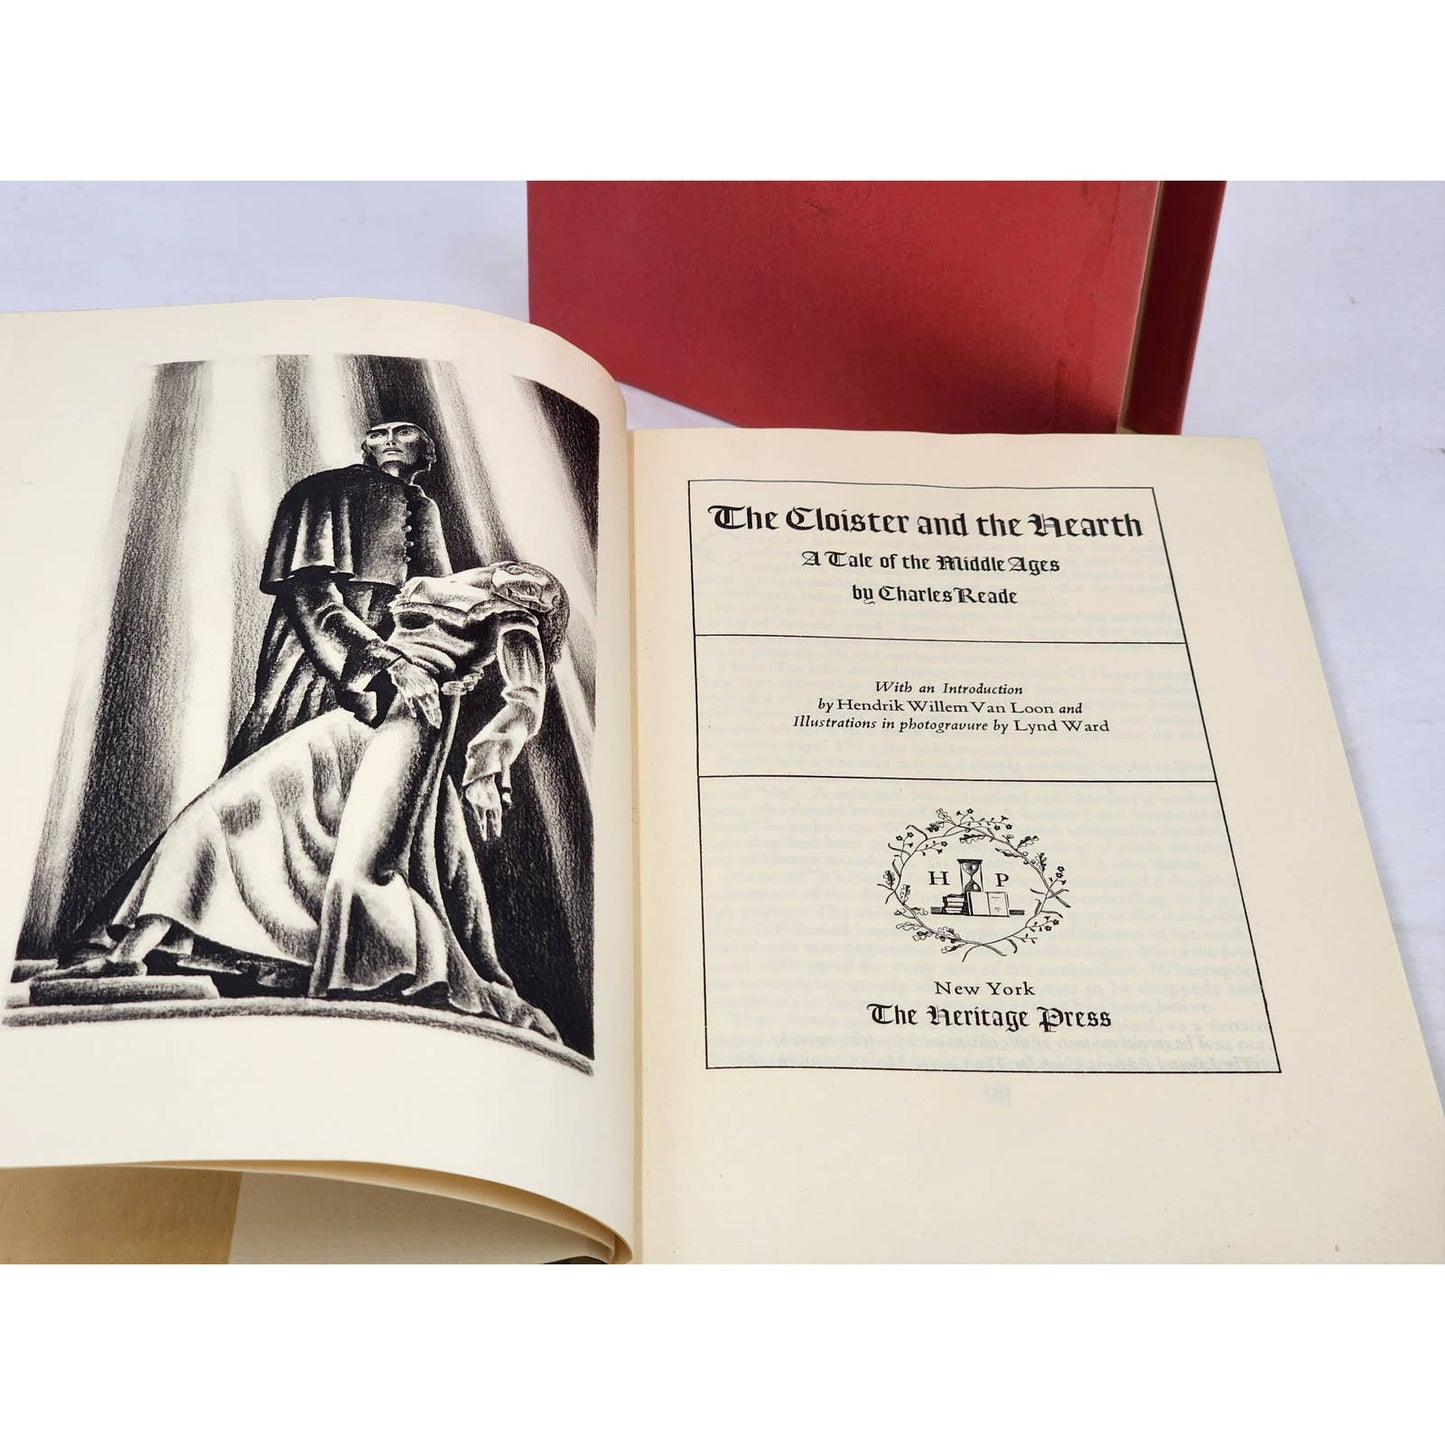 The Cloister and the Hearth
A Tale of the Middle Ages
by Charles Reade
With an Introduction
by Hendrik Willem Van Loon and
Illustrations in photogravure by Lynd Ward
H P
New York
The Heritage Press